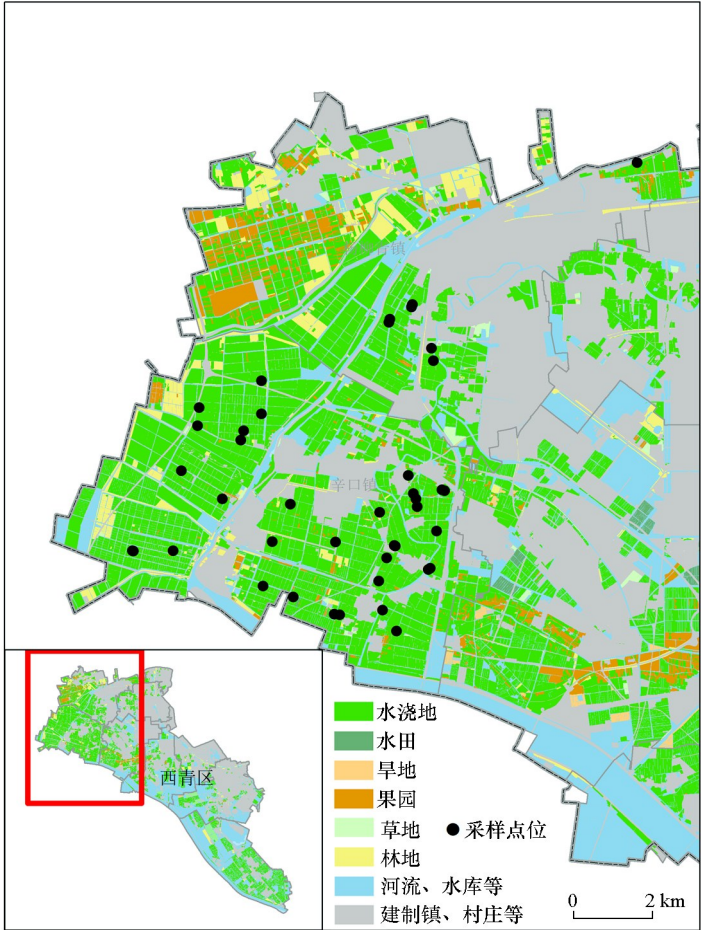 辛口镇
西青区
水浇地
水田
旱地
果园
草地
采样点位
林地
河流、水库等
建制镇、村庄等
0
2 km